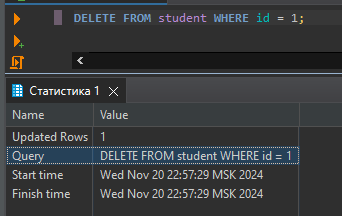 DELETE FROM student WHERE id = 1;
Статистика 1
Name Value
Updated Rows 1
Query DELETE FROM student WHERE id = 1
Start time Wed Nov 20 22:57:29 MSK 2024
Finish time Wed Nov 20 22:57:29 MSK 2024